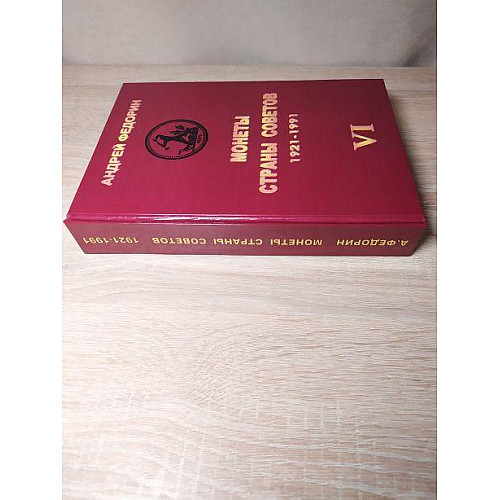 АНДРЕЙ ФЕДОРИН
МОНЕТЫ
СТРАНЫ СОВЕТОВ
1921-1991
VI
А.ФЕДОРИН МОНЕТЫ СТРАНЫ СОВЕТОВ 1921-1991